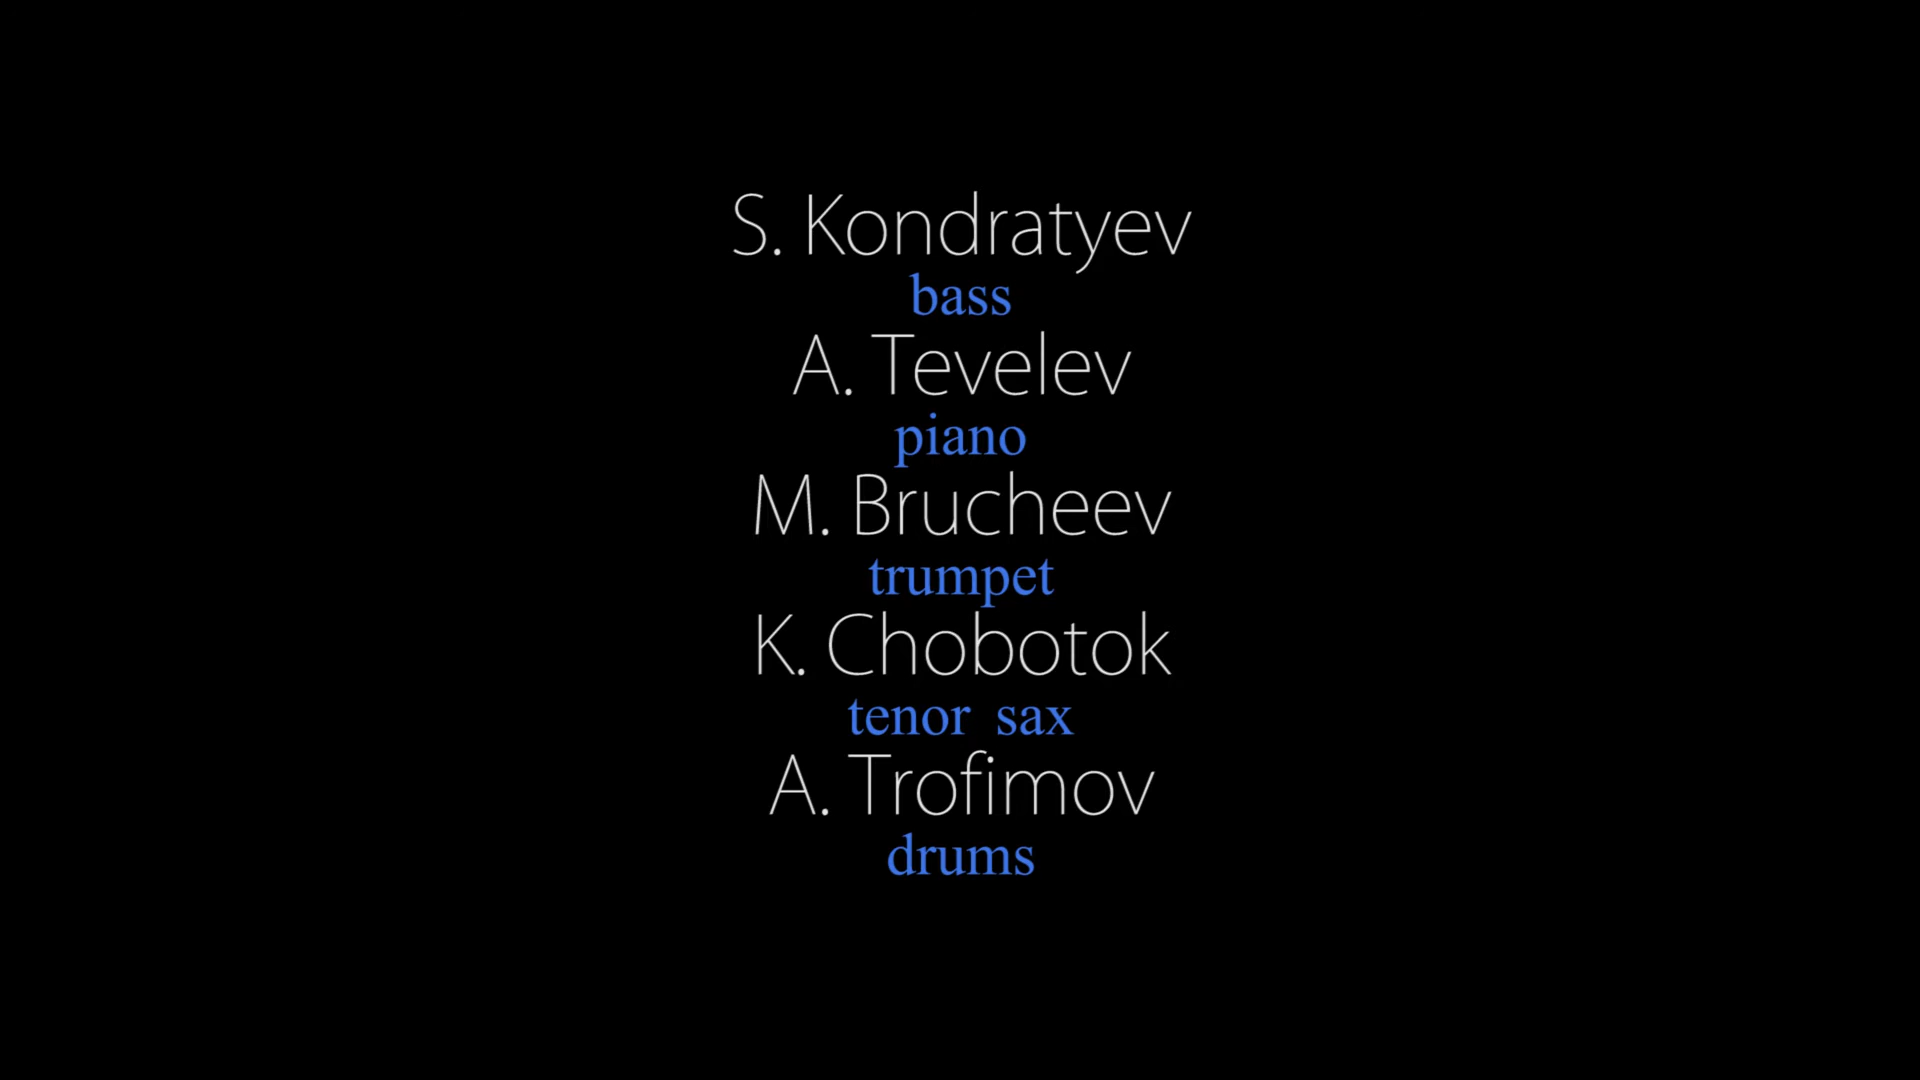 S. Kondratyev
bass
A. Tevelev
piano
M. Brucheev
trumpet
K. Chobotok
tenor sax
A. Trofimov
drums